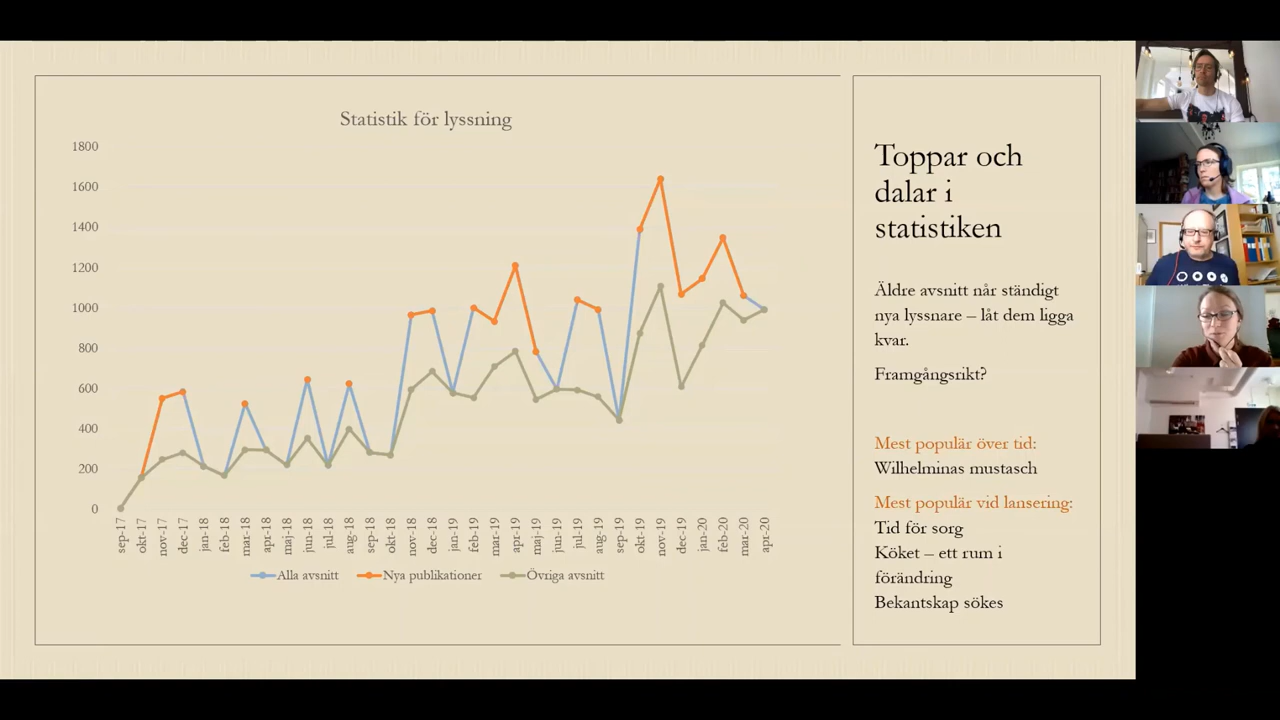 Statistik för lyssning
1800
1600
1400
1200
1000
800
600
400
200
0
sep-17
okt-17
nov-17
dec-17
jan-18
feb-18
mar-18
apr-18
maj-18
jun-18
jul-18
aug-18
sep-18
okt-18
nov-18
dec-18
jan-19
feb-19
mar-19
apr-19
maj-19
jun-19
jul-19
aug-19
sep-19
okt-19
nov-19
dec-19
jan-20
feb-20
mar-20
apr-20
Alla avsnitt
Nya publikationer
Övriga avsnitt
Toppar och
dalar i
statistiken
Äldre avsnitt når ständigt
nya lyssnare – låt dem ligga
kvar.
Framgångsrikt?
Mest populär över tid:
Wilhelminas mustasch
Mest populär vid lansering:
Tid för sorg
Köket – ett rum i
förändring
Bekantskap sökes